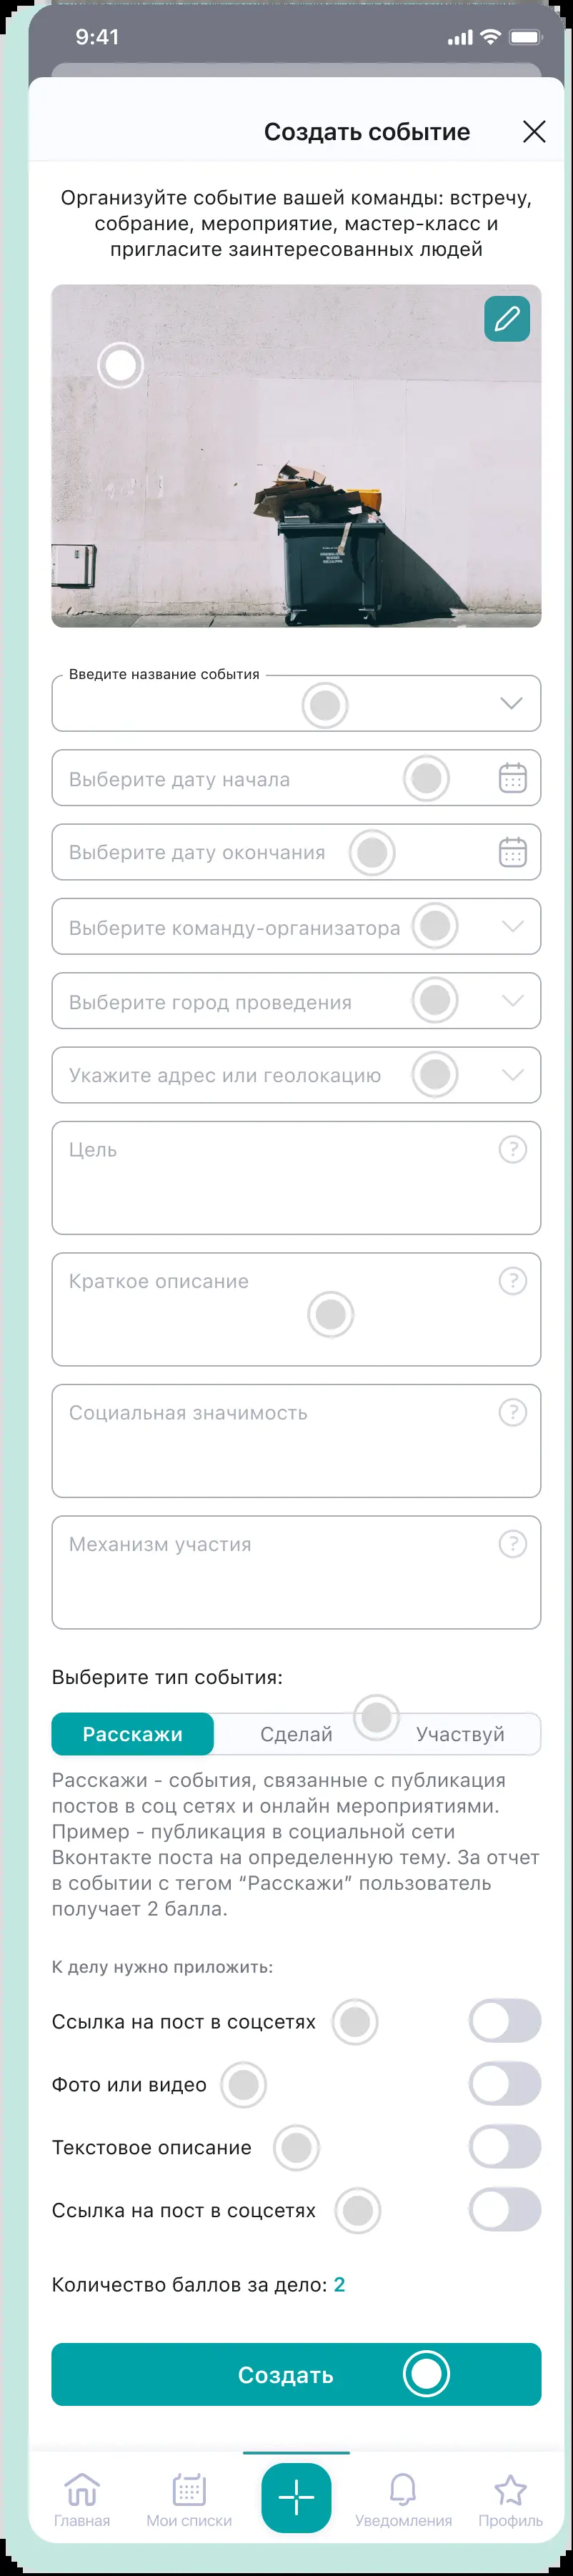 9:41
Создать событие
Организуйте событие вашей команды: встречу,
собрание, мероприятие, мастер-класс и
пригласите заинтересованных людей
Введите название события
Выберите дату начала
Выберите дату окончания
Выберите команду-организатора
Выберите город проведения
Укажите адрес или геолокацию
Цель
?
Краткое описание
?
Социальная значимость
?
Механизм участия
?
Выберите тип события:
Расскажи Сделай Участвуй
Расскажи - события, связанные с публикация
постов в соц сетях и онлайн мероприятиями.
Пример - публикация в социальной сети
Вконтакте поста на определенную тему. За отчет
в событии с тегом “Расскажи” пользователь
получает 2 балла.
К делу нужно приложить:
Ссылка на пост в соцсетях
Фото или видео
Текстовое описание
Ссылка на пост в соцсетях
Количество баллов за дело: 2
Создать
Главная Мои списки Уведомления Профиль